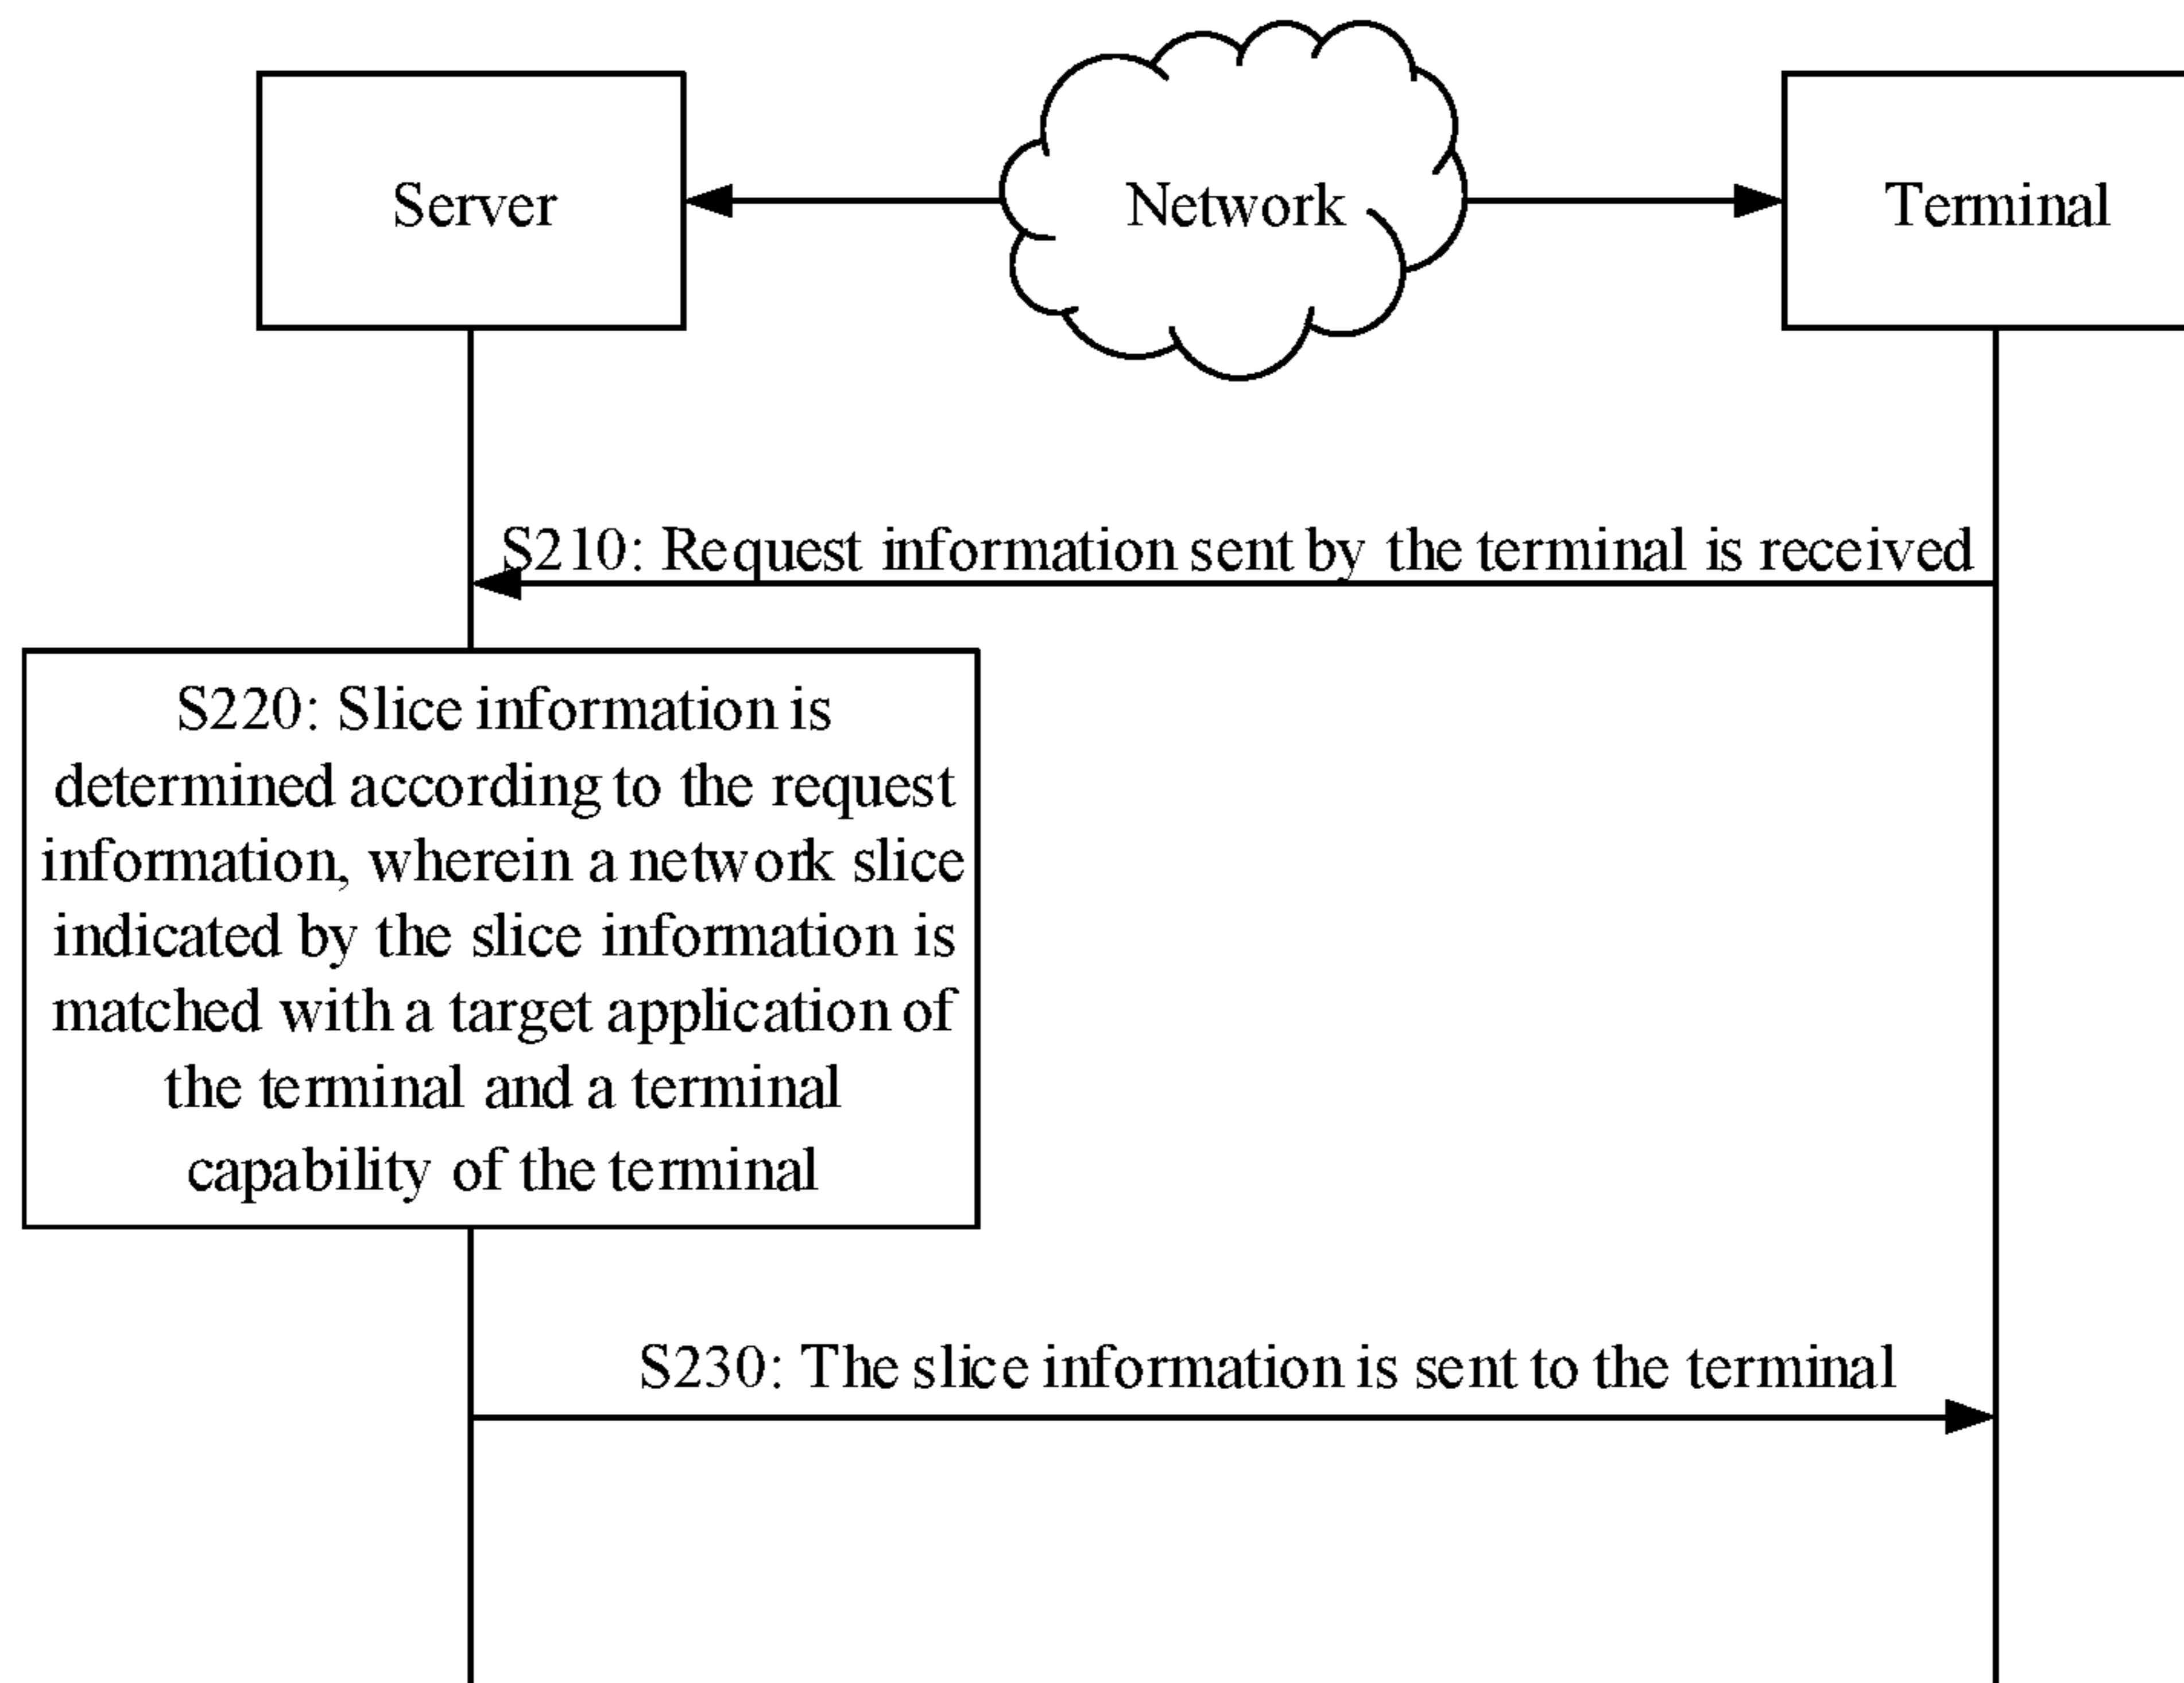 Server
Network
Terminal
S210: Request information sent by the terminal is received
S220: Slice information is
determined according to the request
information, wherein a network slice
indicated by the slice information is
matched with a target application of
the terminal and a terminal
capability of the terminal
S230: The slice information is sent to the terminal